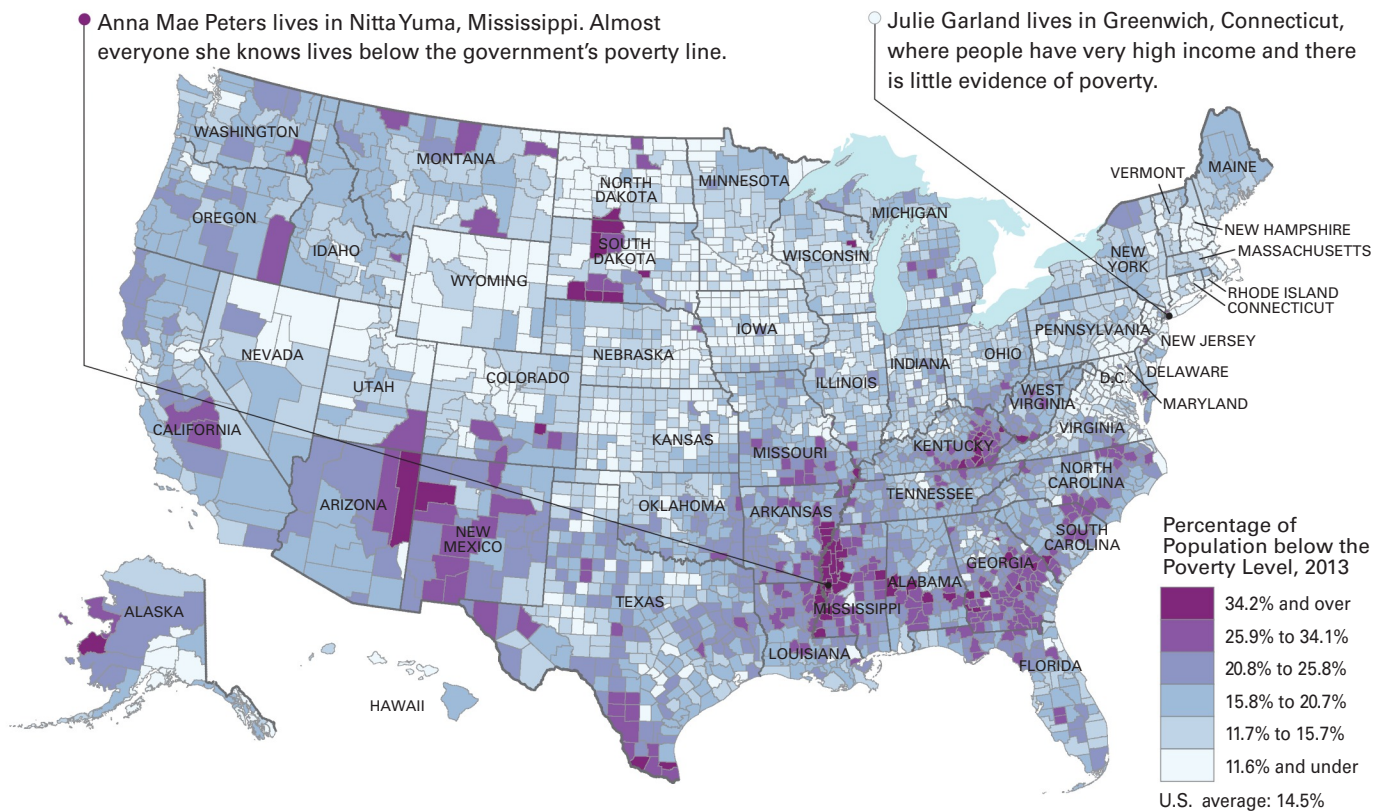 Anna Mae Peters lives in Nitta Yuma, Mississippi. Almost
everyone she knows lives below the government's poverty line.
Julie Garland lives in Greenwich, Connecticut,
where people have very high income and there
is little evidence of poverty.
WASHINGTON
MONTANA
NORTH
DAKOTA
MINNESOTA
MICHIGAN
VERMONT
MAINE
OREGON
IDAHO
SOUTH
DAKOTA
WISCONSIN
NEW
YORK
NEW HAMPSHIRE
MASSACHUSETTS
WYOMING
RHODE ISLAND
CONNECTICUT
IOWA
PENNSYLVANIA
NEW JERSEY
NEVADA
NEBRASKA
INDIANA
OHIO
UTAH
COLORADO
ILLINOIS
WEST
VIRGINIA
D.C.
DELAWARE
MARYLAND
CALIFORNIA
KANSAS
MISSOURI
KENTUCKY
VIRGINIA
ARIZONA
NEW
MEXICO
OKLAHOMA
ARKANSAS
TENNESSEE
NORTH
CAROLINA
SOUTH
CAROLINA
GEORGIA
ALABAMA
MISSISSIPPI
TEXAS
LOUISIANA
FLORIDA
ALASKA
HAWAII
Percentage of
Population below the
Poverty Level, 2013
34.2% and over
25.9% to 34.1%
20.8% to 25.8%
15.8% to 20.7%
11.7% to 15.7%
11.6% and under
U.S. average: 14.5%